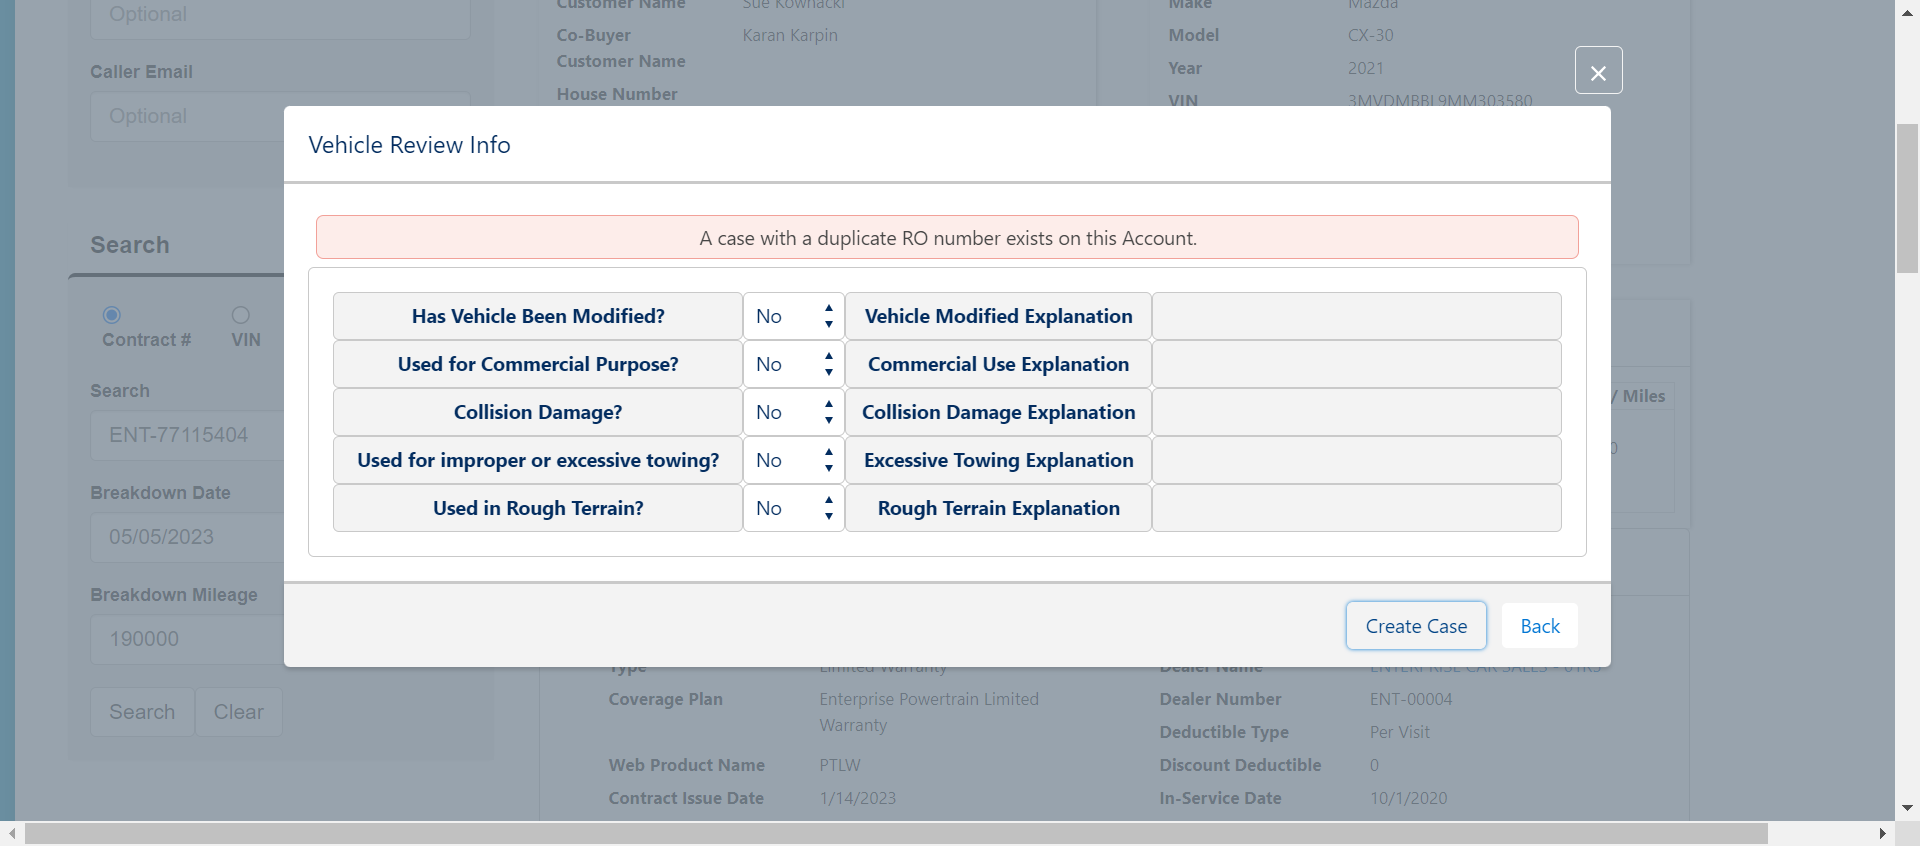 Optional
Caller Email
Optional
Search
Contract #
VIN
Search
ENT-77115404
Breakdown Date
05/05/2023
Breakdown Mileage
190000
Search
Clear
Customer Name
Sue Kownacki
Co-Buyer Customer Name
Karan Karpin
House Number
Make
Mazda
Model
CX-30
Year
2021
VIN
3MVDMBBL9MM303580
Vehicle Review Info
A case with a duplicate RO number exists on this Account.
Has Vehicle Been Modified?
No
Vehicle Modified Explanation
Used for Commercial Purpose?
No
Commercial Use Explanation
Collision Damage?
No
Collision Damage Explanation
Used for improper or excessive towing?
No
Excessive Towing Explanation
Used in Rough Terrain?
No
Rough Terrain Explanation
Create Case
Back
/ Miles
Type
Limited Warranty
Coverage Plan
Enterprise Powertrain Limited
Warranty
Web Product Name
PTLW
Contract Issue Date
1/14/2023
Dealer Name
ENTERPRISE CAR SALES -
Dealer Number
ENT-00004
Deductible Type
Per Visit
Discount Deductible
0
In-Service Date
10/1/2020